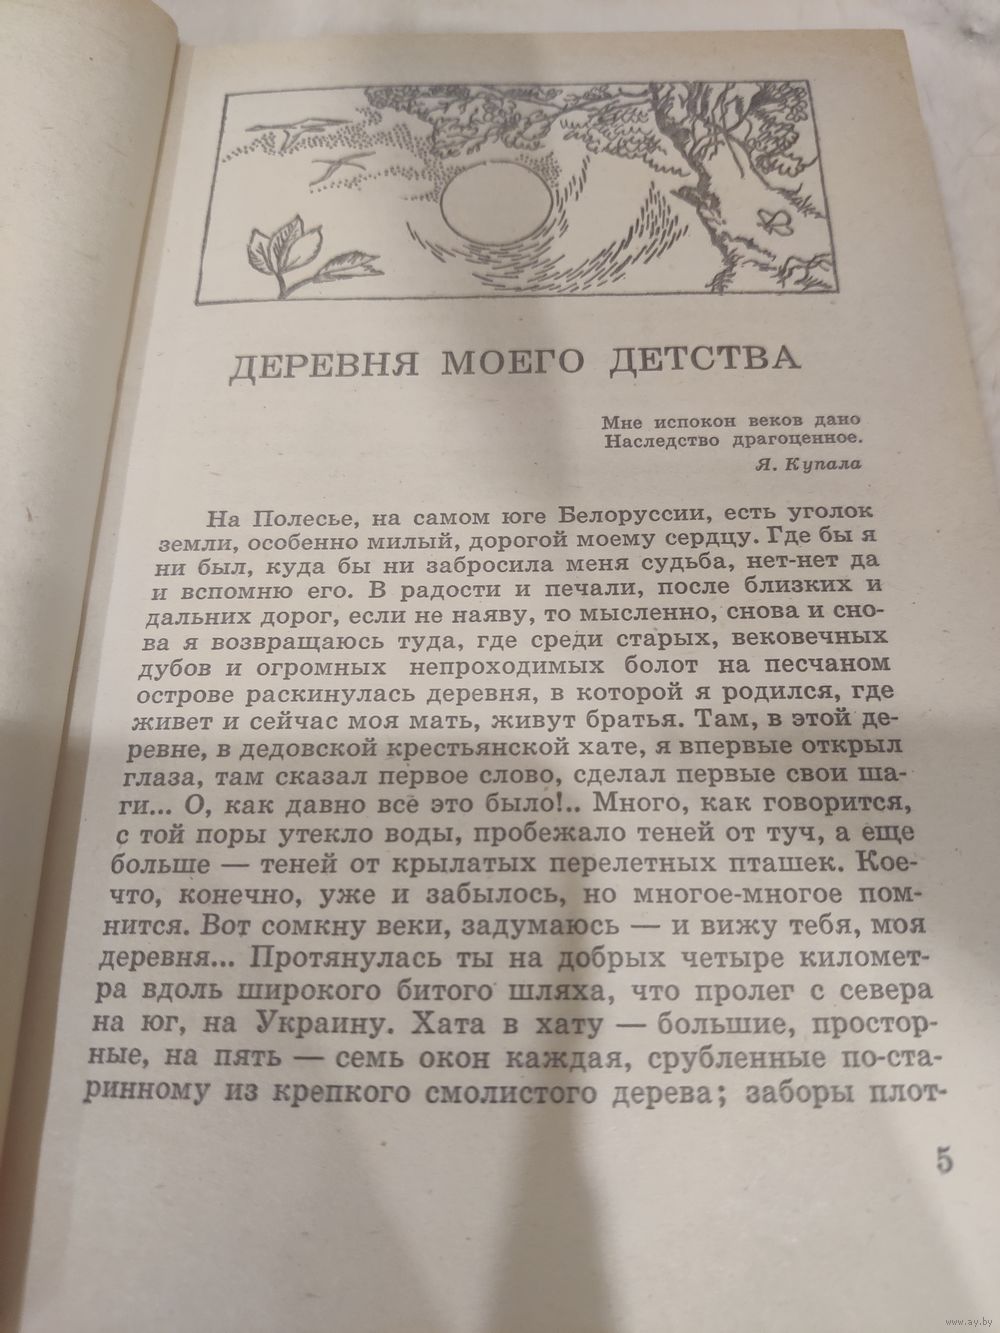 ДЕРЕВНЯ МОЕГО ДЕТСТВА
Мне испокон веков дано
Наследство драгоценное.
Я. Купала
На Полесье, на самом юге Белоруссии, есть уголок
земли, особенно милый, дорогой моему сердцу. Где бы я
ни был, куда бы ни забросила меня судьба, нет-нет да
и вспомню его. В радости и печали, после близких и
дальних дорог, если не наяву, то мысленно, снова и сно-
ва я возвращаюсь туда, где среди старых, вековечных
дубов и огромных непроходимых болот на песчаном
острове раскинулась деревня, в которой я родился, где
живет и сейчас моя мать, живут братья. Там, в этой де-
ревне, в дедовской крестьянской хате, я впервые открыл
глаза, там сказал первое слово, сделал первые свои ша-
ги... О, как давно всё это было!.. Много, как говорится,
с той поры утекло воды, пробежало теней от туч, а еще
больше — теней от крылатых перелетных пташек. Кое-
что, конечно, уже и забылось, но многое-многое пом-
нится. Вот сомкну веки, задумаюсь — и вижу тебя, моя
деревня... Протянулась ты на добрых четыре километ-
ра вдоль широкого битого шляха, что пролег с севера
на юг, на Украину. Хата в хату — большие, простор-
ные, на пять — семь окон каждая, срубленные по-ста-
ринному из крепкого смолистого дерева; заборы плот-
5
www.ay.by